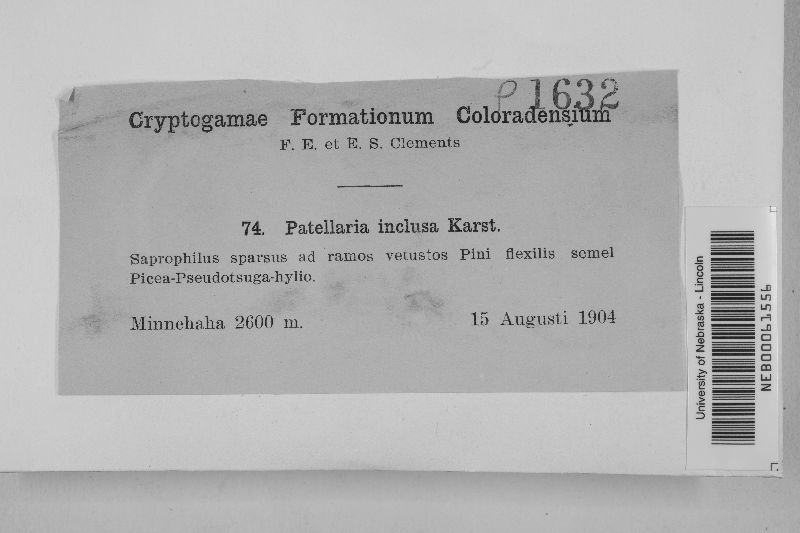 P 1632
Cryptogamae Formationum Coloradensium
F. E. et E. S. Clements
74. Patellaria inclusa Karst.
Saprophilus sparsus ad ramos vetustos Pini flexilis semel
Picea-Pseudotsuga-hylio.
Minnehaha 2600 m. 15 Augusti 1904
University of Nebraska - Lincoln
NEB00061556